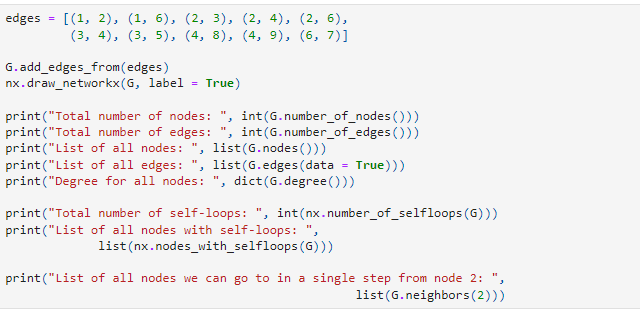 edges = [(1, 2), (1, 6), (2, 3), (2, 4), (2, 6),
         (3, 4), (3, 5), (4, 8), (4, 9), (6, 7)]

G.add_edges_from(edges)
nx.draw_networkx(G, label = True)

print("Total number of nodes: ", int(G.number_of_nodes()))
print("Total number of edges: ", int(G.number_of_edges()))
print("List of all nodes: ", list(G.nodes()))
print("List of all edges: ", list(G.edges(data = True)))
print("Degree for all nodes: ", dict(G.degree()))

print("Total number of self-loops: ", int(nx.number_of_selfloops(G)))
print("List of all nodes with self-loops: ",
             list(nx.nodes_with_selfloops(G)))

print("List of all nodes we can go to in a single step from node 2: ",
                                                 list(G.neighbors(2)))